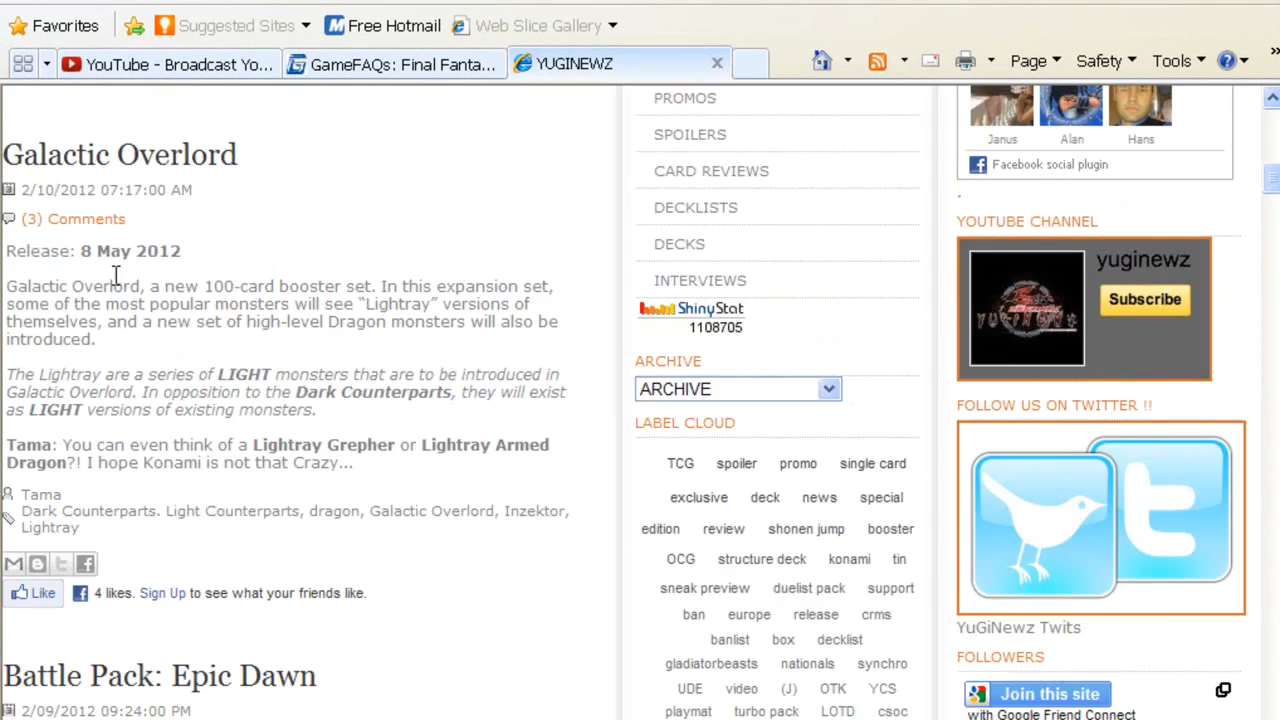 Favorites
Suggested Sites
Free Hotmail
Web Slice Gallery
YouTube - Broadcast Yo...
GameFAQs: Final Fanta...
YUGINEWZ
Page
Safety
Tools
Galactic Overlord
2/10/2012 07:17:00 AM
(3) Comments
Release: 8 May 2012
Galactic Overlord, a new 100-card booster set. In this expansion set,
some of the most popular monsters will see “Lightray” versions of
themselves, and a new set of high-level Dragon monsters will also be
introduced.
The Lightray are a series of LIGHT monsters that are to be introduced in
Galactic Overlord. In opposition to the Dark Counterparts, they will exist
as LIGHT versions of existing monsters.
Tama: You can even think of a Lightray Grepher or Lightray Armed
Dragon?! I hope Konami is not that Crazy...
Tama
Dark Counterparts. Light Counterparts, dragon, Galactic Overlord, Inzektor,
Lightray
Like
4 likes. Sign Up to see what your friends like.
Battle Pack: Epic Dawn
2/09/2012 09:24:00 PM
PROMOS
SPOILERS
CARD REVIEWS
DECKLISTS
DECKS
INTERVIEWS
ShinyStat
1108705
ARCHIVE
ARCHIVE
LABEL CLOUD
TCG spoiler promo single card
exclusive deck news special
edition review shonen jump booster
OCG structure deck konami tin
sneak preview duelist pack support
ban europe release crms
banlist box decklist
gladiatorbeasts nationals synchro
UDE video (J) OTK YCS
playmat turbo pack LOTD csoc
Janus Alan Hans
Facebook social plugin
.
YOUTUBE CHANNEL
yuginewz
Subscribe
FOLLOW US ON TWITTER !!
YuGiNewz Twits
FOLLOWERS
Join this site
with Google Friend Connect